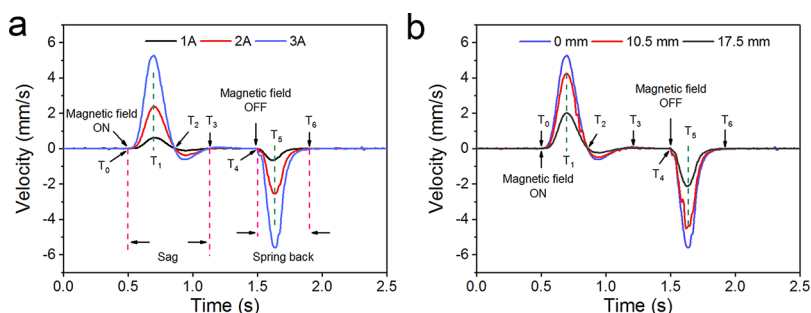 a
1A 2A 3A
Velocity (mm/s)
6
4
2
0
-2
-4
-6
Magnetic field
ON
T0
T1
T2
T3
Magnetic field
OFF
T4
T5
T6
Sag
Spring back
0.0 0.5 1.0 1.5 2.0 2.5
Time (s)
b
0 mm 10.5 mm 17.5 mm
Velocity (mm/s)
6
4
2
0
-2
-4
-6
T0
Magnetic field
ON
T1
T2
T3
Magnetic field
OFF
T4
T5
T6
0.0 0.5 1.0 1.5 2.0 2.5
Time (s)